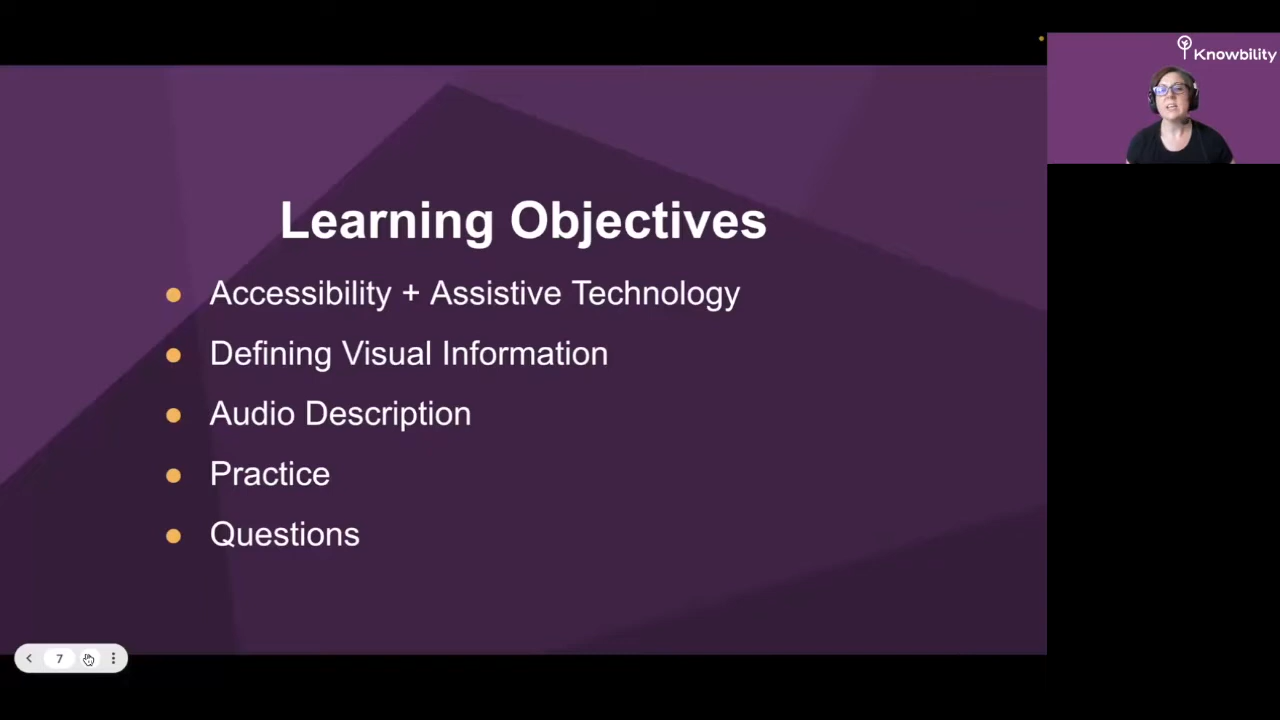 Knowbility
Learning Objectives
Accessibility + Assistive Technology
Defining Visual Information
Audio Description
Practice
Questions
7